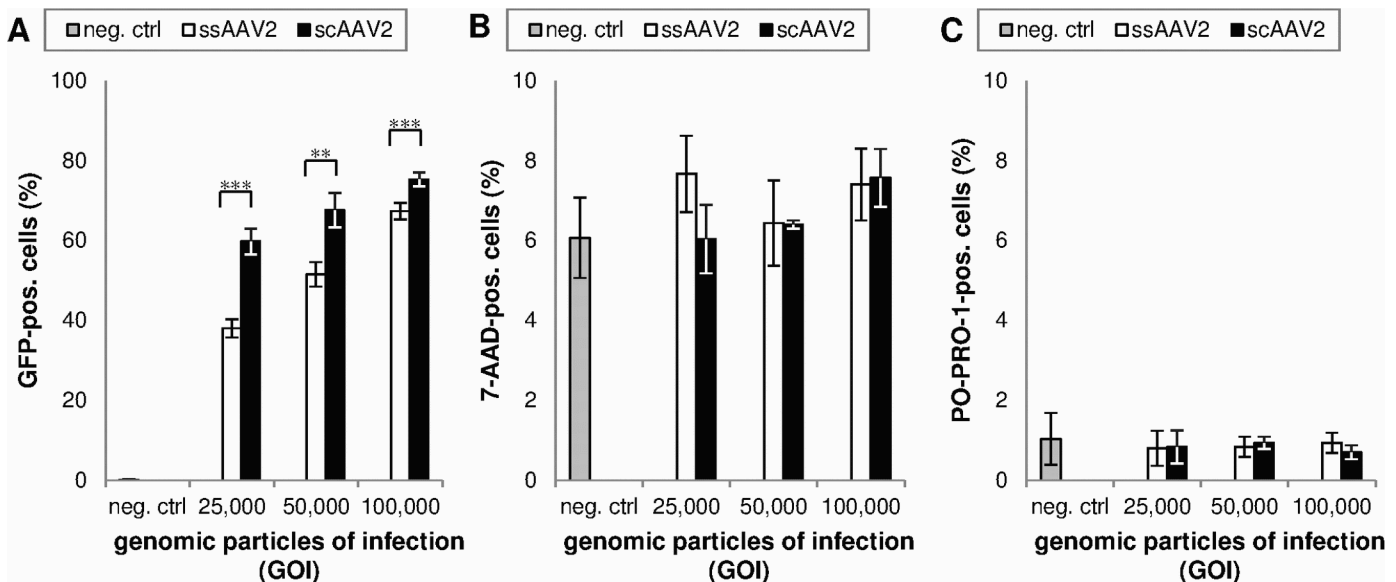 A
neg. ctrl ssAAV2 scAAV2
GFP-pos. cells (%)
100
80
60
40
20
0
***
**
***
neg. ctrl 25,000 50,000 100,000
genomic particles of infection
(GOI)
B
neg. ctrl ssAAV2 scAAV2
7-AAD-pos. cells (%)
10
8
6
4
2
0
neg. ctrl 25,000 50,000 100,000
genomic particles of infection
(GOI)
C
neg. ctrl ssAAV2 scAAV2
PO-PRO-1-pos. cells (%)
10
8
6
4
2
0
neg. ctrl 25,000 50,000 100,000
genomic particles of infection
(GOI)